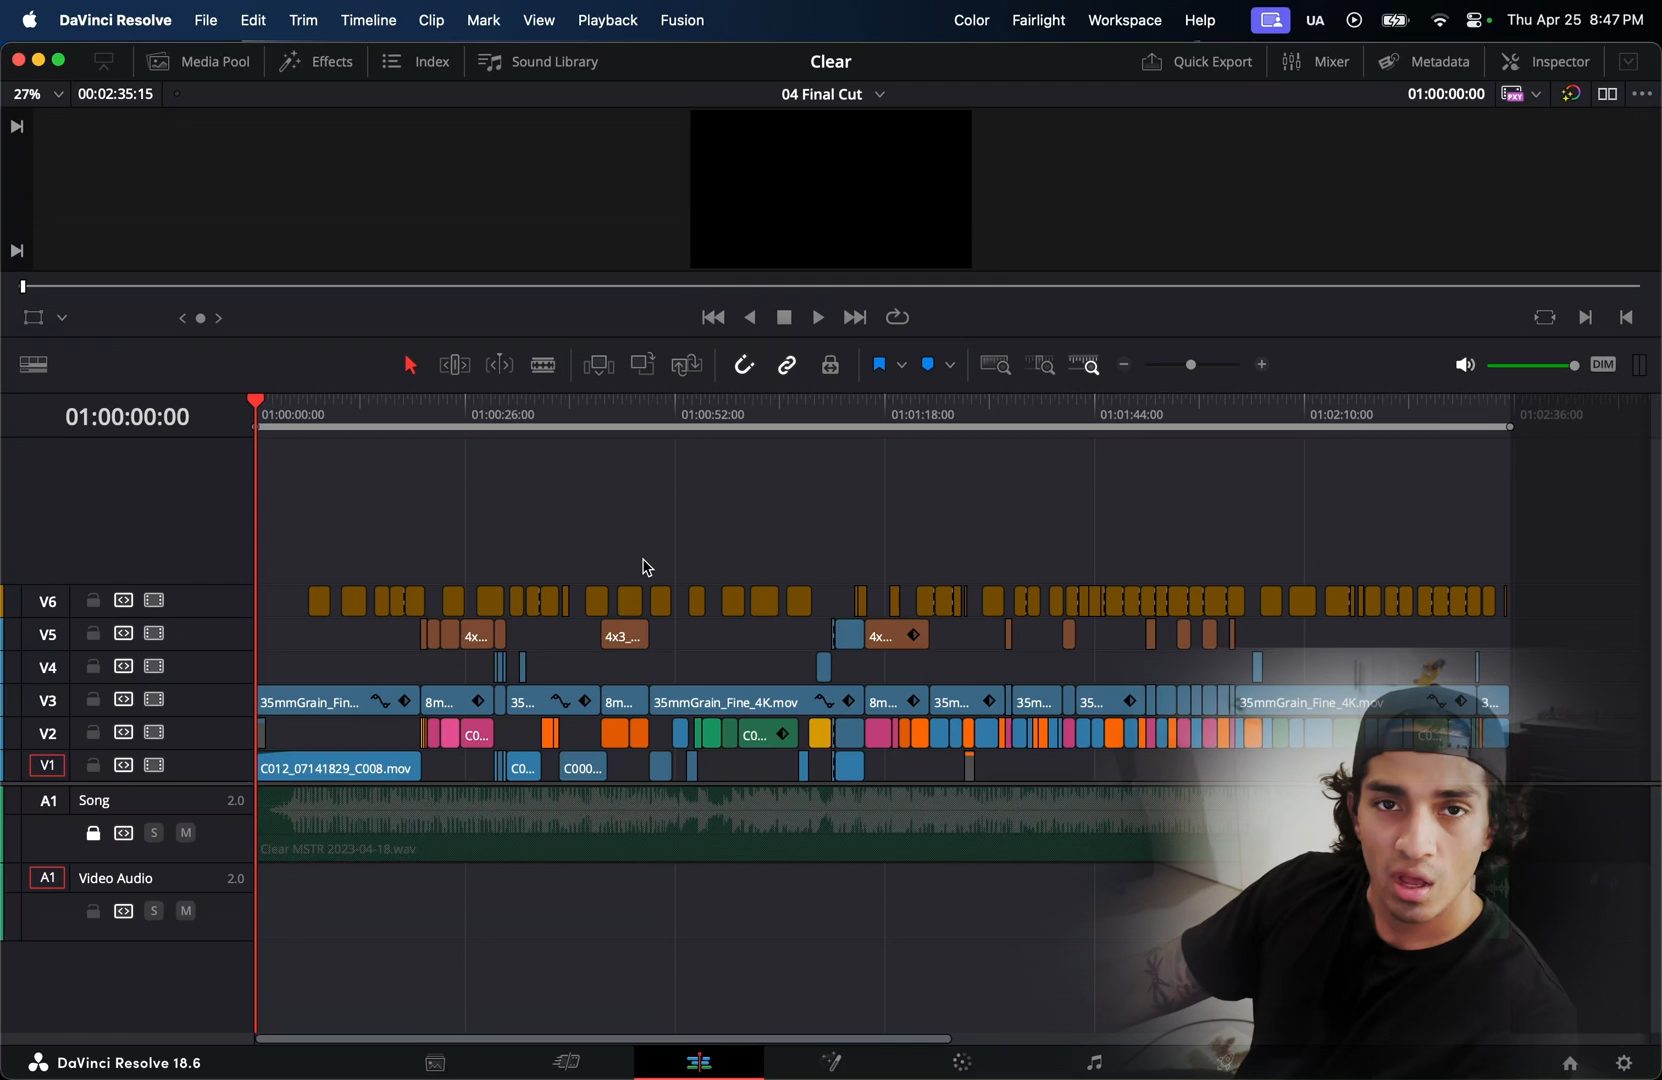 DaVinci Resolve File Edit Trim Timeline Clip Mark View Playback Fusion Color Fairlight Workspace Help UA Thu Apr 25 8:47 PM
Media Pool Effects Index Sound Library Clear Quick Export Mixer Metadata Inspector
27% 00:02:35:15 04 Final Cut 01:00:00:00 PXY
DIM
01:00:00:00 01:00:00:00 01:00:26:00 01:00:52:00 01:01:18:00 01:01:44:00 01:02:10:00 01:02:36:00
V6
V5 4x... 4x3_... 4x...
V4
V3 35mmGrain_Fin... 8m... 35... 8m... 35mmGrain_Fine_4K.mov 8m... 35m... 35m... 35... 35mmGrain_Fine_4K.mov 3...
V2 C0... C0... C0...
V1 C012_07141829_C008.mov C0... C000...
A1 Song 2.0
S M
Clear MSTR 2023-04-18.wav
A1 Video Audio 2.0
S M
DaVinci Resolve 18.6